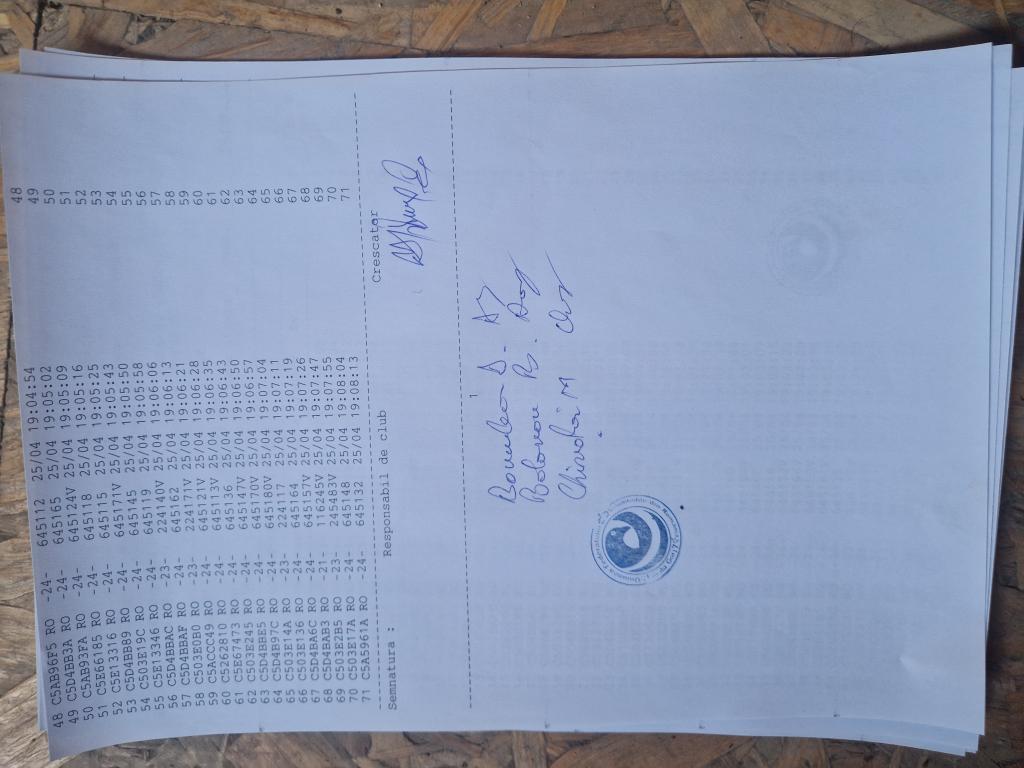 48 C5AB96F5 RO -24- 645112 25/04 19:04:54 48
49 C5D4BB3A RO -24- 645165 25/04 19:05:02 49
50 C5AB93FA RO -24- 645124V 25/04 19:05:09 50
51 C5E66185 RO -24- 645118 25/04 19:05:16 51
52 C5E13316 RO -24- 645115 25/04 19:05:25 52
53 C5D4BB89 RO -24- 645171V 25/04 19:05:43 53
54 C503E19C RO -24- 645145 25/04 19:05:50 54
55 C5E13346 RO -24- 645119 25/04 19:05:58 55
56 C5D4BBAC RO -23- 224140V 25/04 19:06:06 56
57 C5D4BBAF RO -24- 645162 25/04 19:06:13 57
58 C503E0DB RO -23- 224171V 25/04 19:06:21 58
59 C5ACCC49 RO -24- 645121V 25/04 19:06:28 59
60 C5262810 RO -24- 645113V 25/04 19:06:35 60
61 C5E67473 RO -24- 645136 25/04 19:06:43 61
62 C503E245 RO -24- 645147V 25/04 19:06:50 62
63 C5D4BBE5 RO -24- 645170V 25/04 19:06:57 63
64 C5D4B97C RO -24- 645180V 25/04 19:07:04 64
65 C503E14A RO -23- 224117 25/04 19:07:11 65
66 C503E136 RO -24- 645164 25/04 19:07:19 66
67 C5D4BA6C RO -24- 645157V 25/04 19:07:26 67
68 C5D4BAB3 RO -21- 116245V 25/04 19:07:47 68
69 C503E2B5 RO -23- 245485V 25/04 19:07:55 69
70 C503E17A RO -24- 645148 25/04 19:08:04 70
71 C5A5961A RO -24- 645132 25/04 19:08:13 71
Semnatura : Responsabil de club Crescator